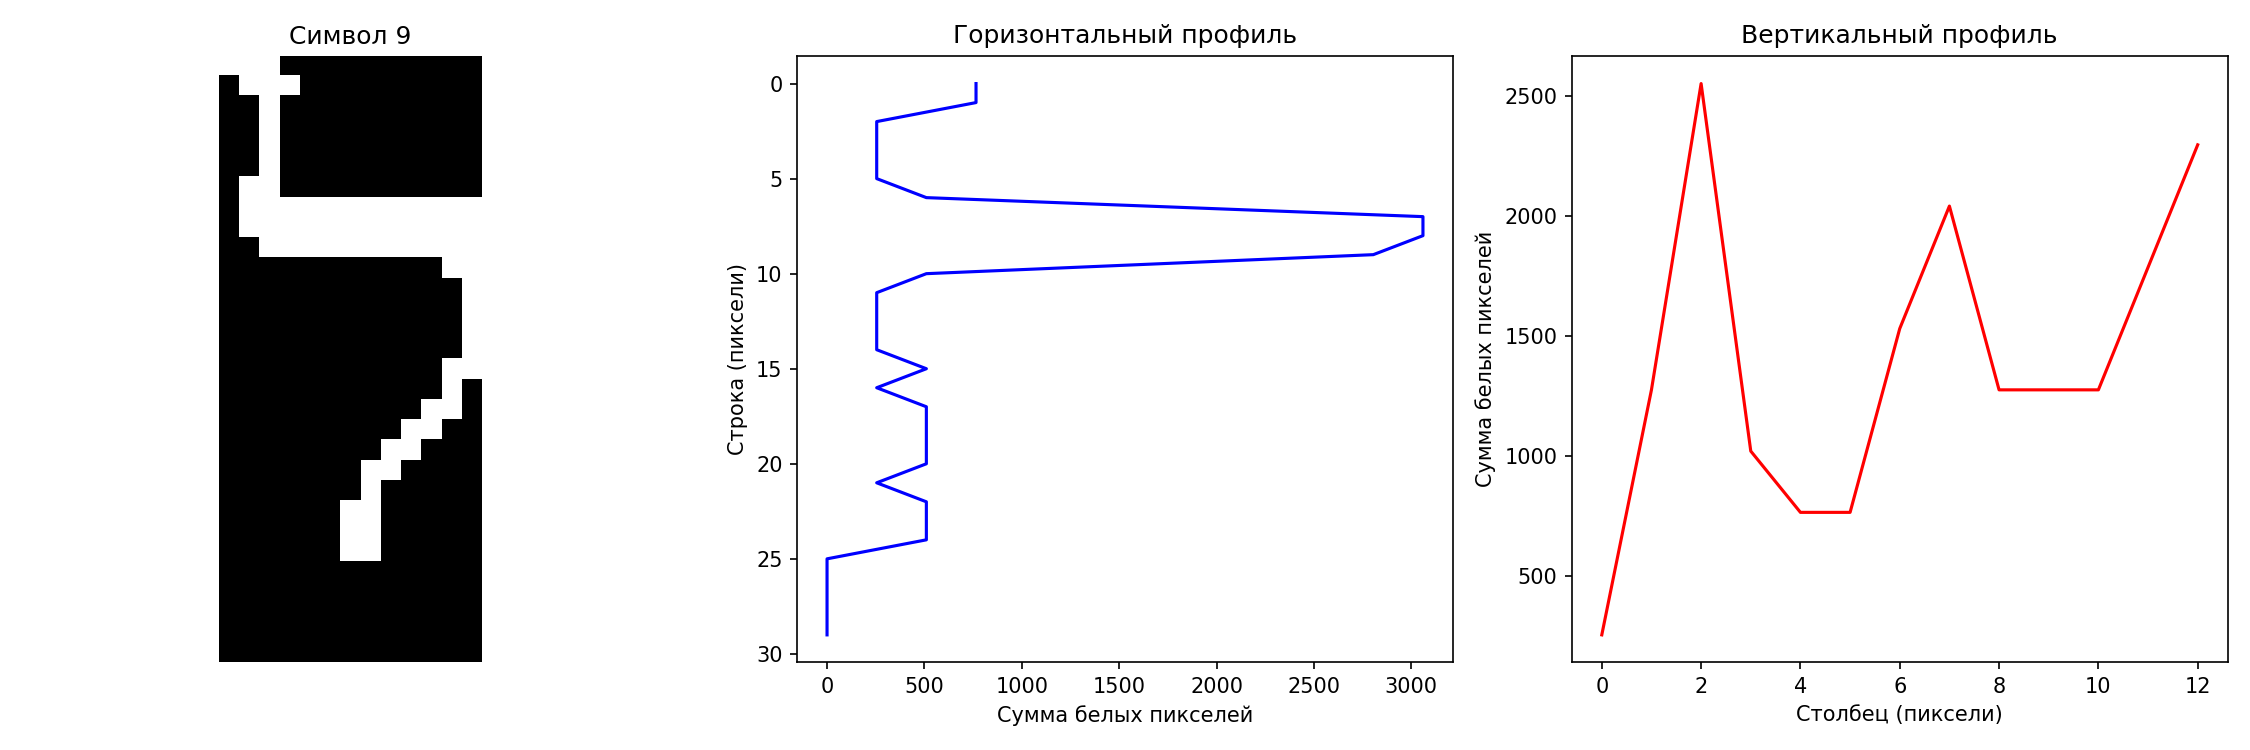 Символ 9
Горизонтальный профиль
0
5
10
15
20
25
30
Строка (пиксели)
0 500 1000 1500 2000 2500 3000
Сумма белых пикселей
Вертикальный профиль
2500
2000
1500
1000
500
Сумма белых пикселей
0 2 4 6 8 10 12
Столбец (пиксели)